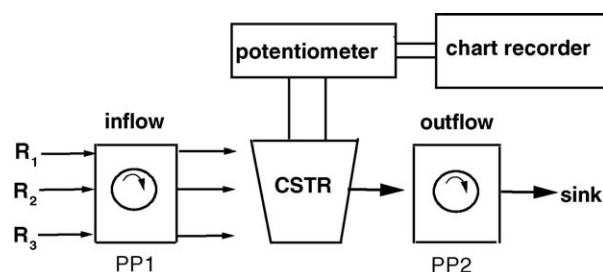 potentiometer
chart recorder
inflow
outflow
R1
R2
R3
CSTR
sink
PP1
PP2